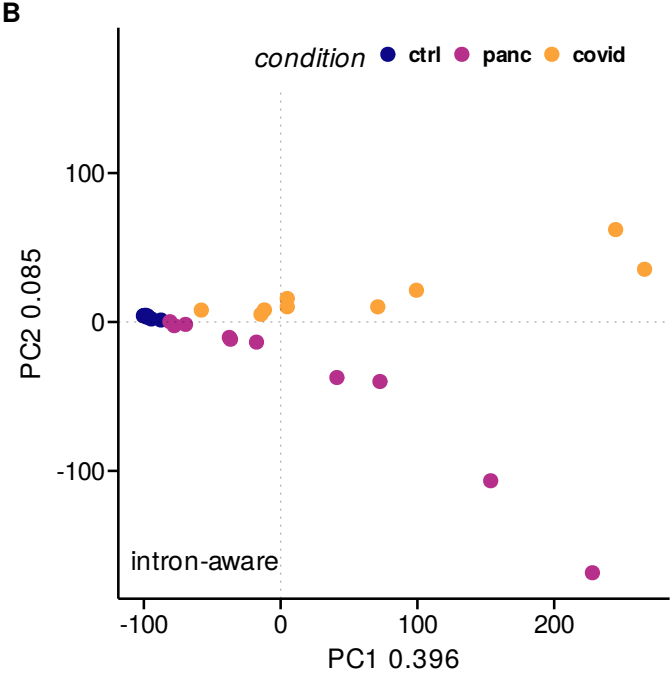 B
condition ctrl panc covid
100
0
-100
PC2 0.085
intron-aware
-100 0 100 200
PC1 0.396